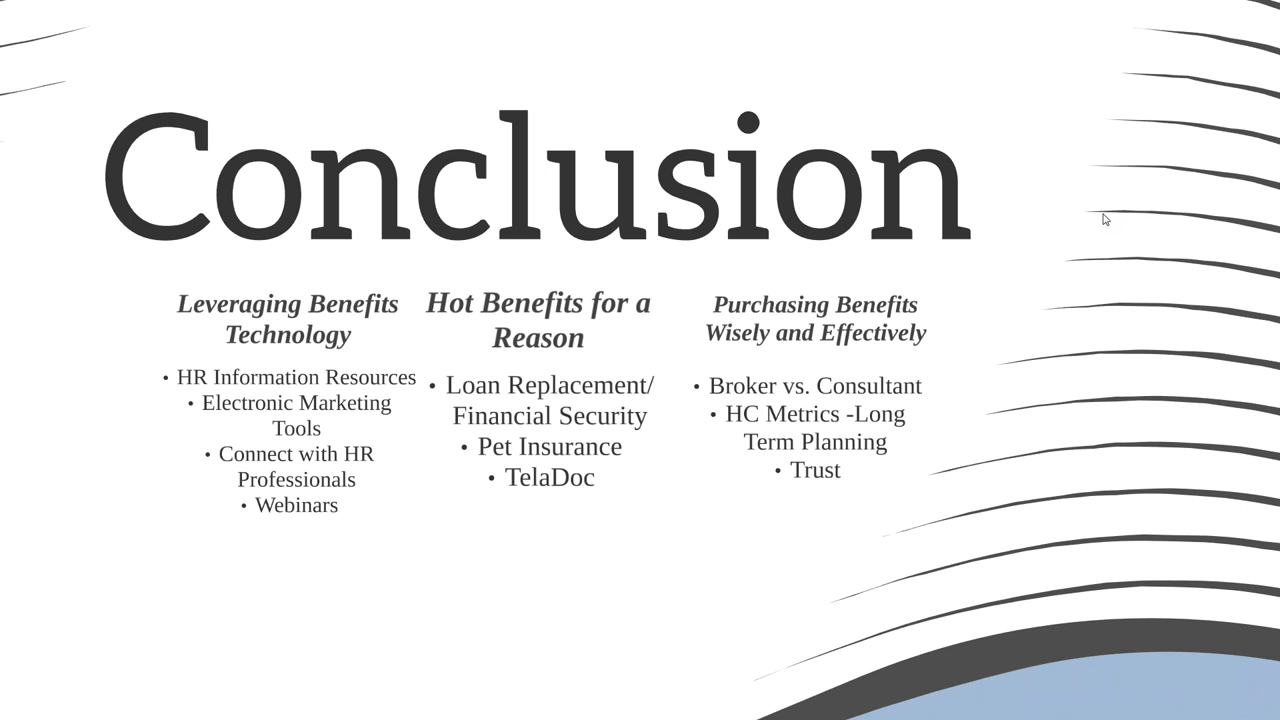 Conclusion
Leveraging Benefits
Technology
• HR Information Resources
• Electronic Marketing
Tools
• Connect with HR
Professionals
• Webinars
Hot Benefits for a
Reason
• Loan Replacement/
Financial Security
• Pet Insurance
• TelaDoc
Purchasing Benefits
Wisely and Effectively
• Broker vs. Consultant
• HC Metrics -Long
Term Planning
• Trust